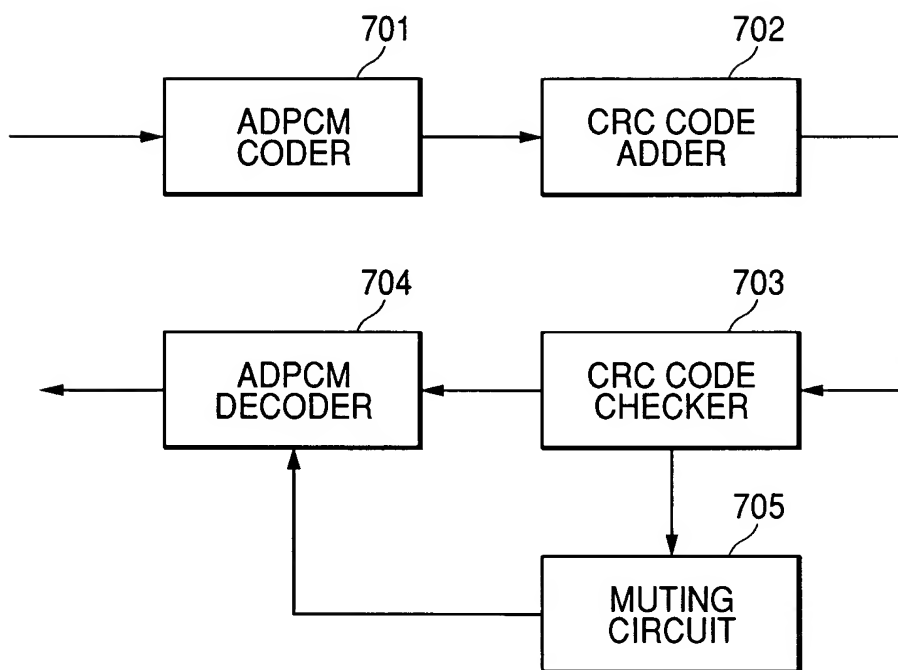 701
702
ADPCM
CODER
CRC CODE
ADDER
704
703
ADPCM
DECODER
CRC CODE
CHECKER
705
MUTING
CIRCUIT